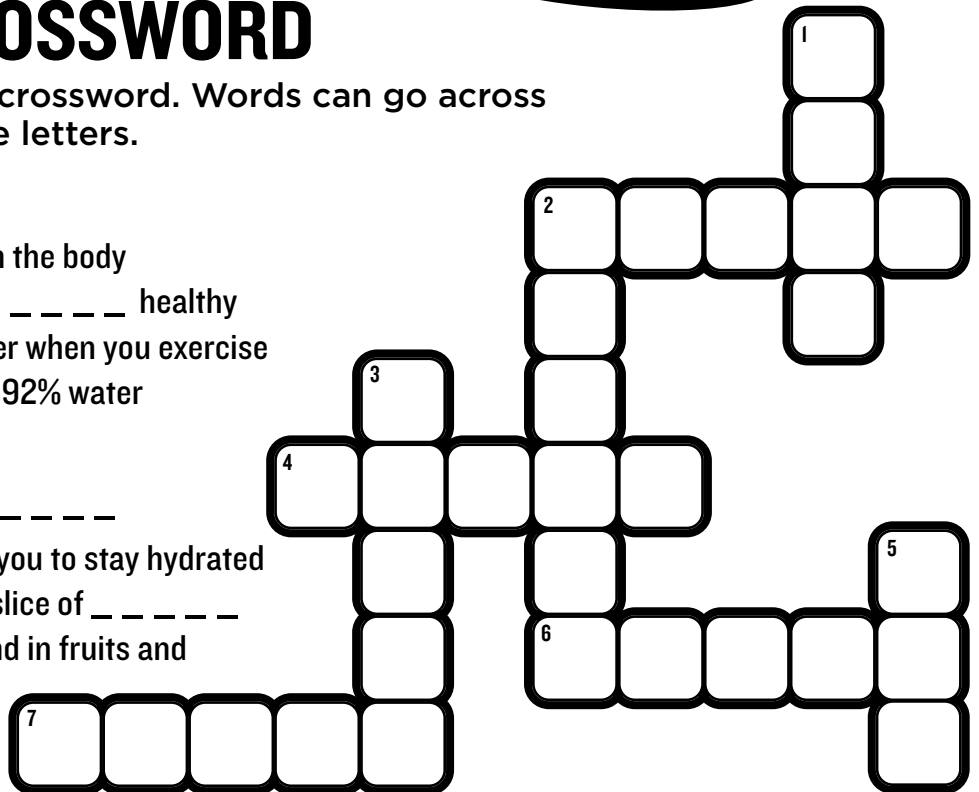 OSSWORD
crossword. Words can go across
e letters.
n the body
_ _ _ _ healthy
er when you exercise
92% water
_ _ _ _
you to stay hydrated
slice of _ _ _ _ _
nd in fruits and
1
2
3
4
5
6
7